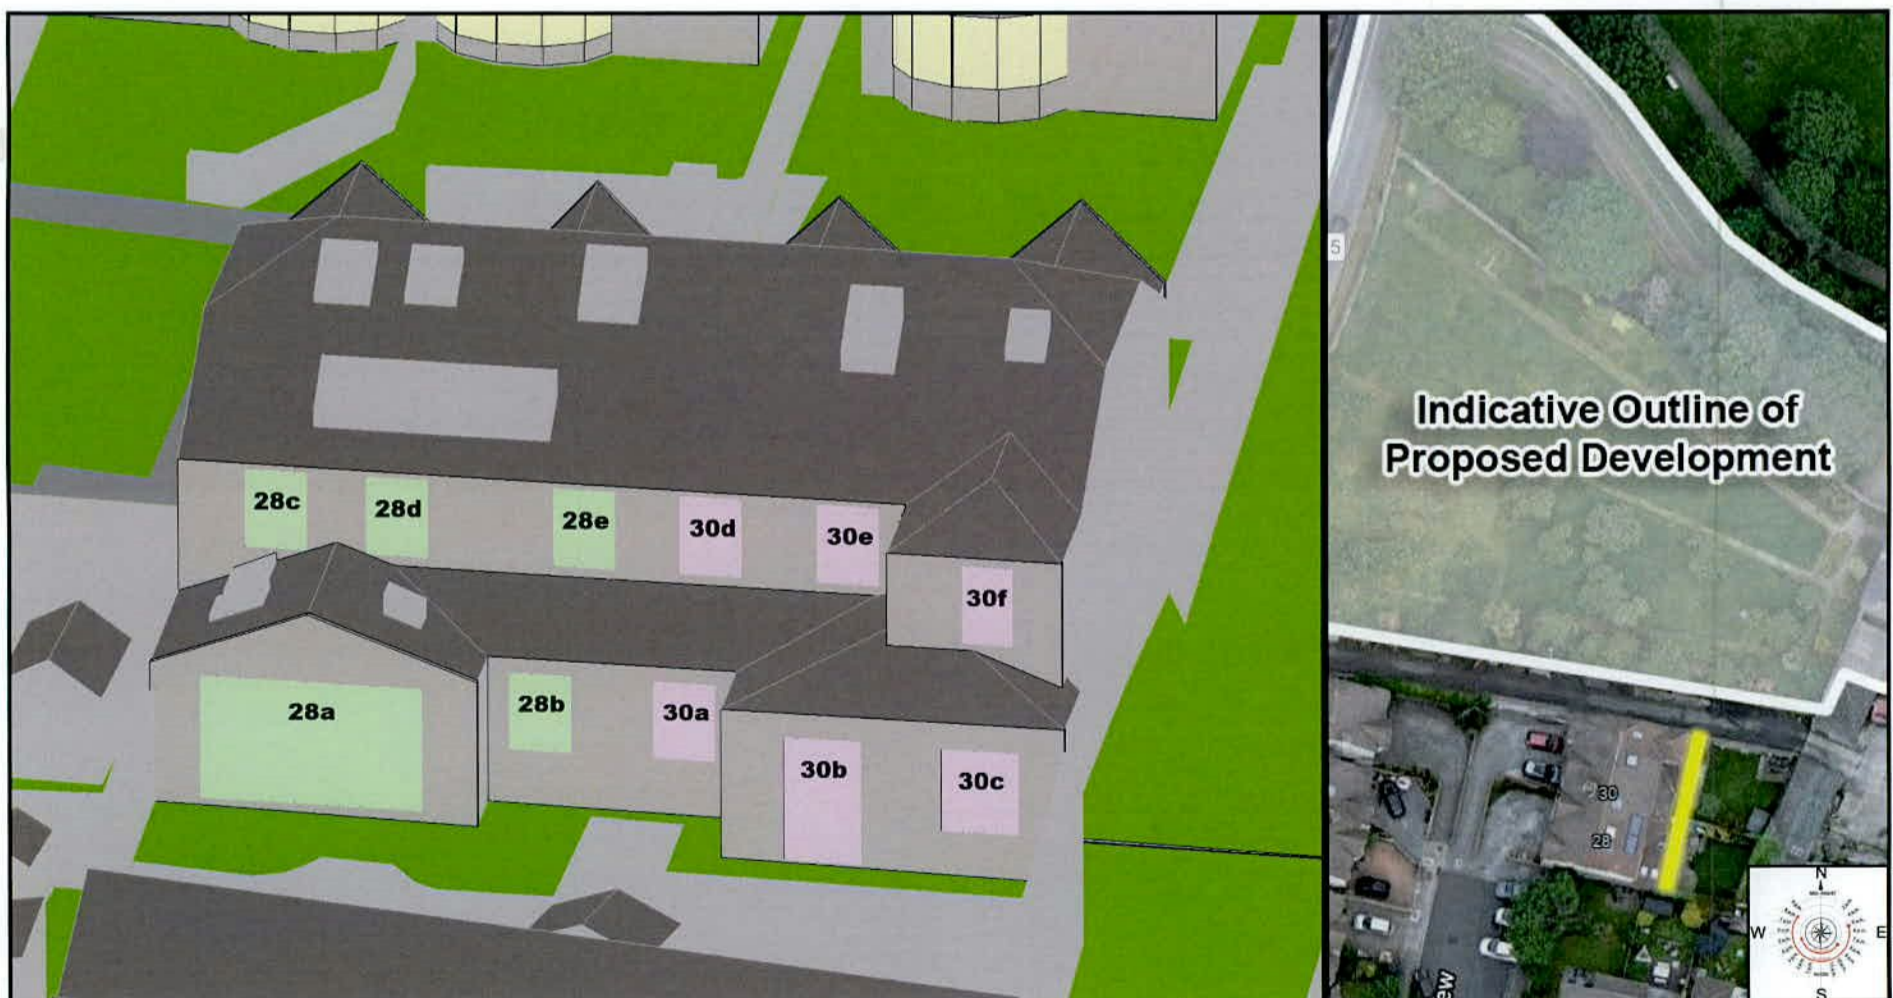 28c
28d
28e
30d
30e
30f
28a
28b
30a
30b
30c
5
Indicative Outline of
Proposed Development
30
28
ew
N
W
E
S